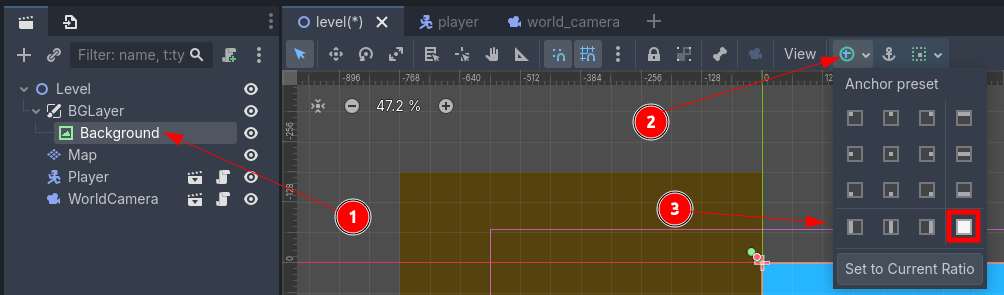 level(*)
player
world_camera
Filter: name, t:ty
View
-896
-768
-640
-512
-384
-256
-128
0
Anchor preset
Level
BGLayer
Background
Map
Player
WorldCamera
47.2 %
-256
-128
0
1
2
3
Set to Current Ratio